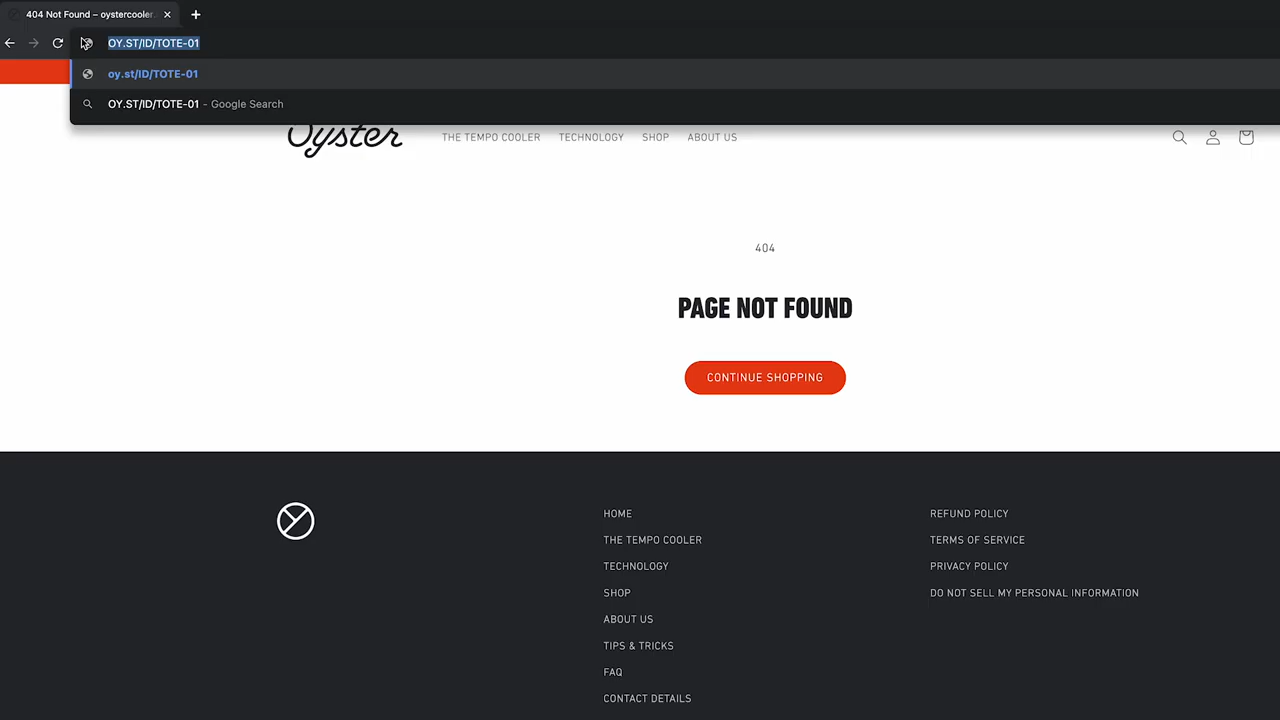 404 Not Found – oystercooler.
OY.ST/ID/TOTE-01
oy.st/ID/TOTE-01
OY.ST/ID/TOTE-01 - Google Search
Oyster
THE TEMPO COOLER
TECHNOLOGY
SHOP
ABOUT US
404
PAGE NOT FOUND
CONTINUE SHOPPING
HOME
THE TEMPO COOLER
TECHNOLOGY
SHOP
ABOUT US
TIPS & TRICKS
FAQ
CONTACT DETAILS
REFUND POLICY
TERMS OF SERVICE
PRIVACY POLICY
DO NOT SELL MY PERSONAL INFORMATION